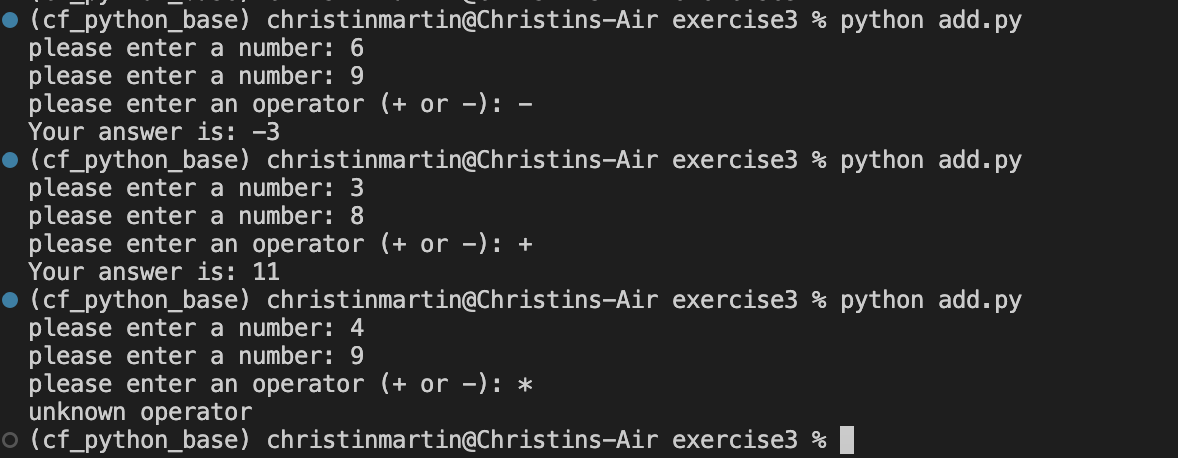 (cf_python_base) christinmartin@Christins-Air exercise3 % python add.py
please enter a number: 6
please enter a number: 9
please enter an operator (+ or -): -
Your answer is: -3
(cf_python_base) christinmartin@Christins-Air exercise3 % python add.py
please enter a number: 3
please enter a number: 8
please enter an operator (+ or -): +
Your answer is: 11
(cf_python_base) christinmartin@Christins-Air exercise3 % python add.py
please enter a number: 4
please enter a number: 9
please enter an operator (+ or -): *
unknown operator
(cf_python_base) christinmartin@Christins-Air exercise3 %